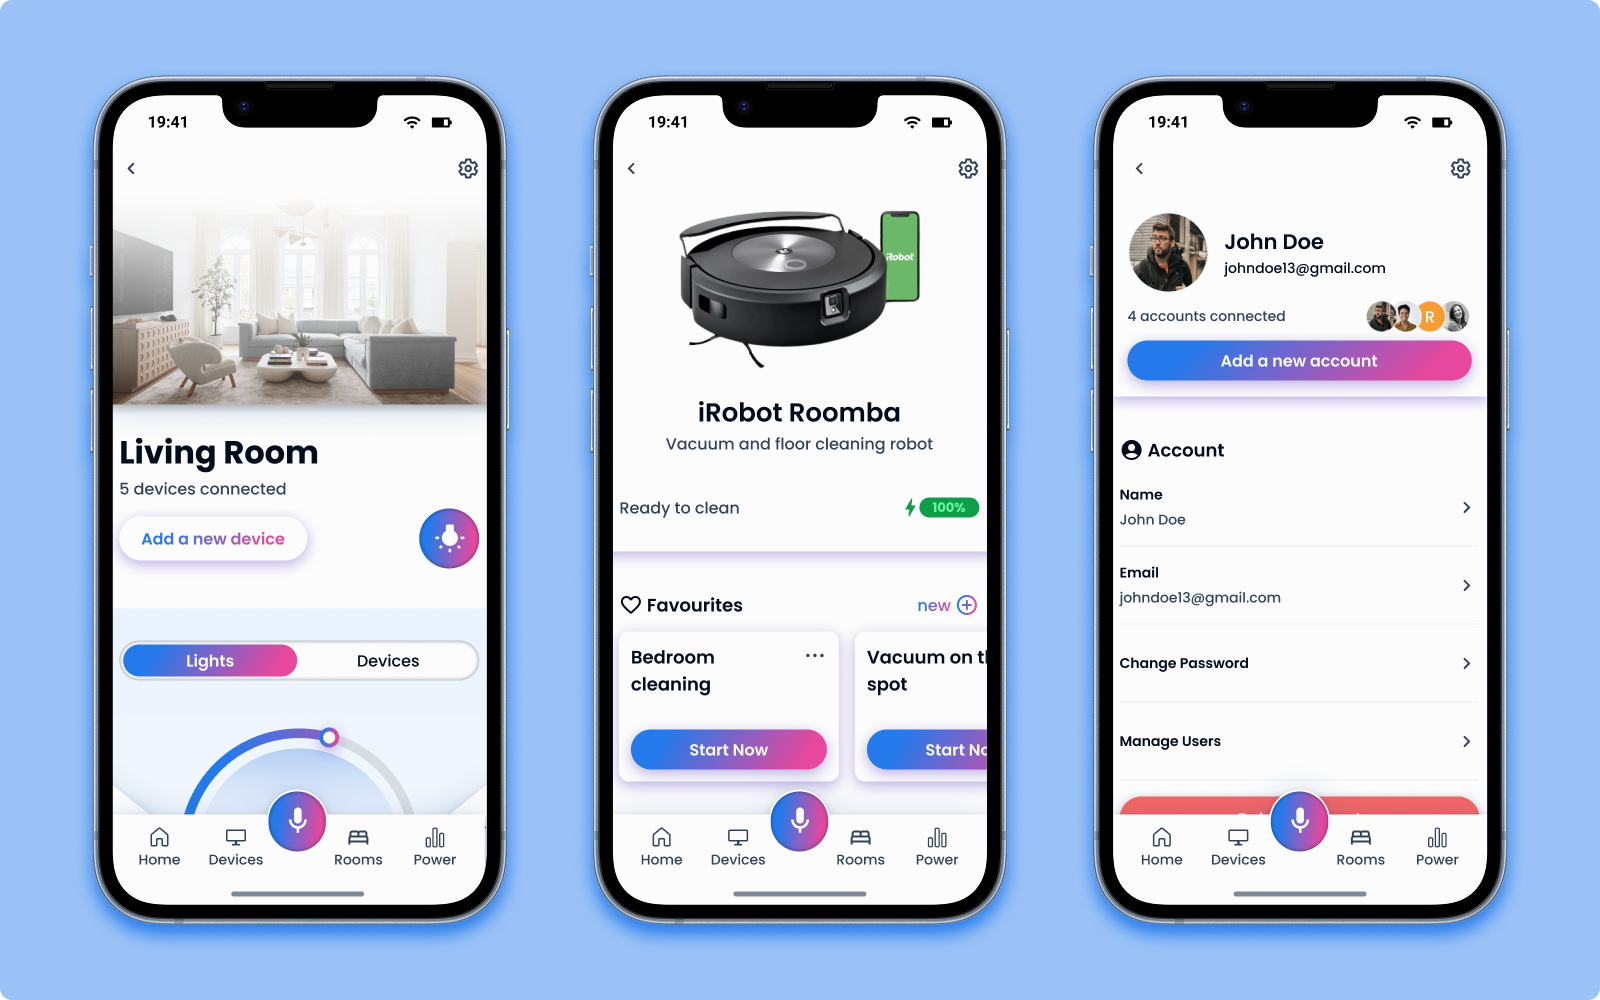 19:41
Living Room
5 devices connected
Add a new device
Lights
Devices
Home
Devices
Rooms
Power
19:41
iRobot
iRobot Roomba
Vacuum and floor cleaning robot
Ready to clean
100%
Favourites
new
Bedroom
cleaning
Start Now
Vacuum on
spot
Start
Home
Devices
Rooms
Power
19:41
John Doe
johndoe13@gmail.com
4 accounts connected
R
Add a new account
Account
Name
John Doe
Email
johndoe13@gmail.com
Change Password
Manage Users
Home
Devices
Rooms
Power